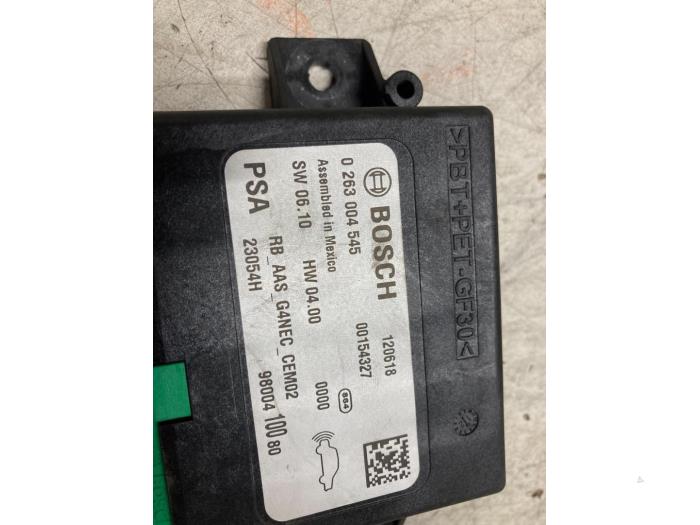 >PBT+PET-GF30<
BOSCH 120618
0 263 004 545 00154327
Assembled in Mexico 0000 S64
SW 06.10 HW 04.00
RB_AAS_G4NEC_CEM02
PSA 23054H 98004 100 80